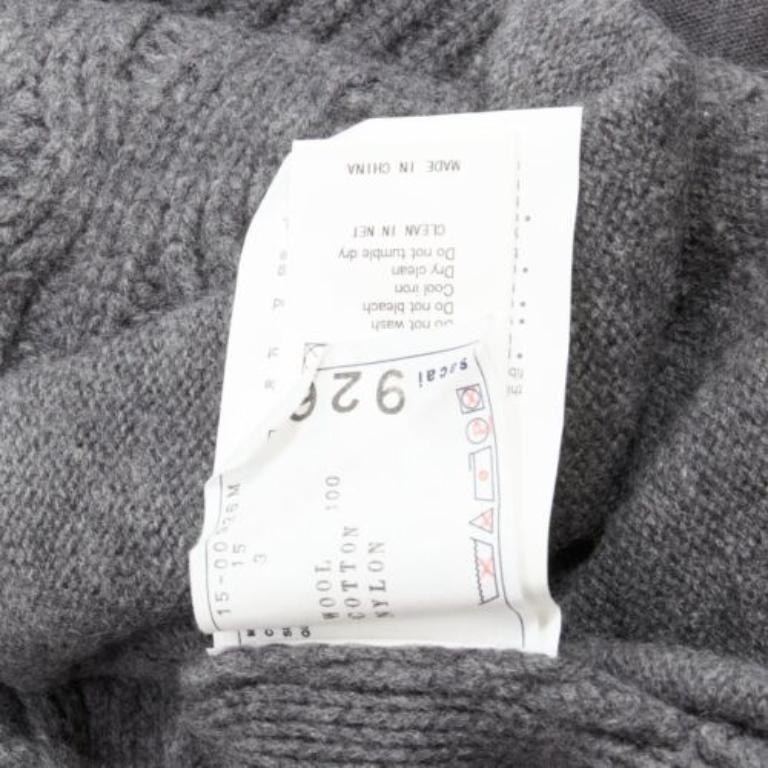 MADE IN CHINA
CLEAN IN NET
Do not tumble dry
Dry clean
Cool iron
Do not bleach
Do not wash
sacai
926
15-00926M
15
3
WOOL 100
COTTON
NYLON